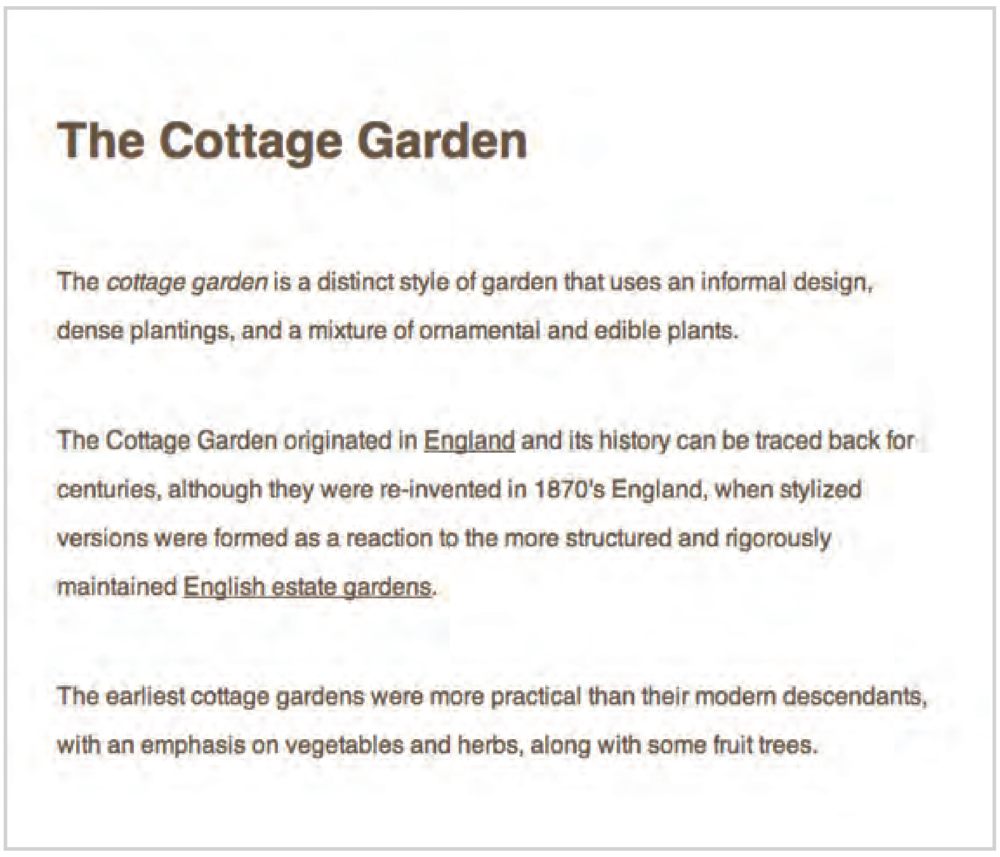 The Cottage Garden
The cottage garden is a distinct style of garden that uses an informal design,
dense plantings, and a mixture of ornamental and edible plants.
The Cottage Garden originated in England and its history can be traced back for
centuries, although they were re-invented in 1870's England, when stylized
versions were formed as a reaction to the more structured and rigorously
maintained English estate gardens.
The earliest cottage gardens were more practical than their modern descendants,
with an emphasis on vegetables and herbs, along with some fruit trees.